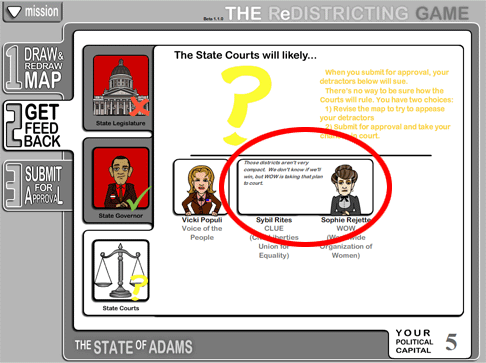 mission
Beta 1.1.0
THE ReDISTRICTING GAME
1 DRAW &
REDRAW
MAP
2 GET
FEED
BACK
3 SUBMIT
FOR
APPROVAL
State Legislature
State Governor
State Courts
?
The State Courts will likely...
?
When you submit for approval, your
detractors below will sue.
There's no way to be sure how the
Courts will rule. You have two choices:
1) Revise the map to try to appease
your detractors
2) Submit for approval and take your
in court.
Those districts aren't very
compact. We don't know if we'll
win, but WOW is taking that plan
to court.
Vicki Populi
Voice of the
People
Sybil Rites
CLUE
Liberties
Union for
Equality)
Sophie Rejette
WOW
Organization of
Women)
THE STATE OF ADAMS
YOUR
POLITICAL
CAPITAL
5